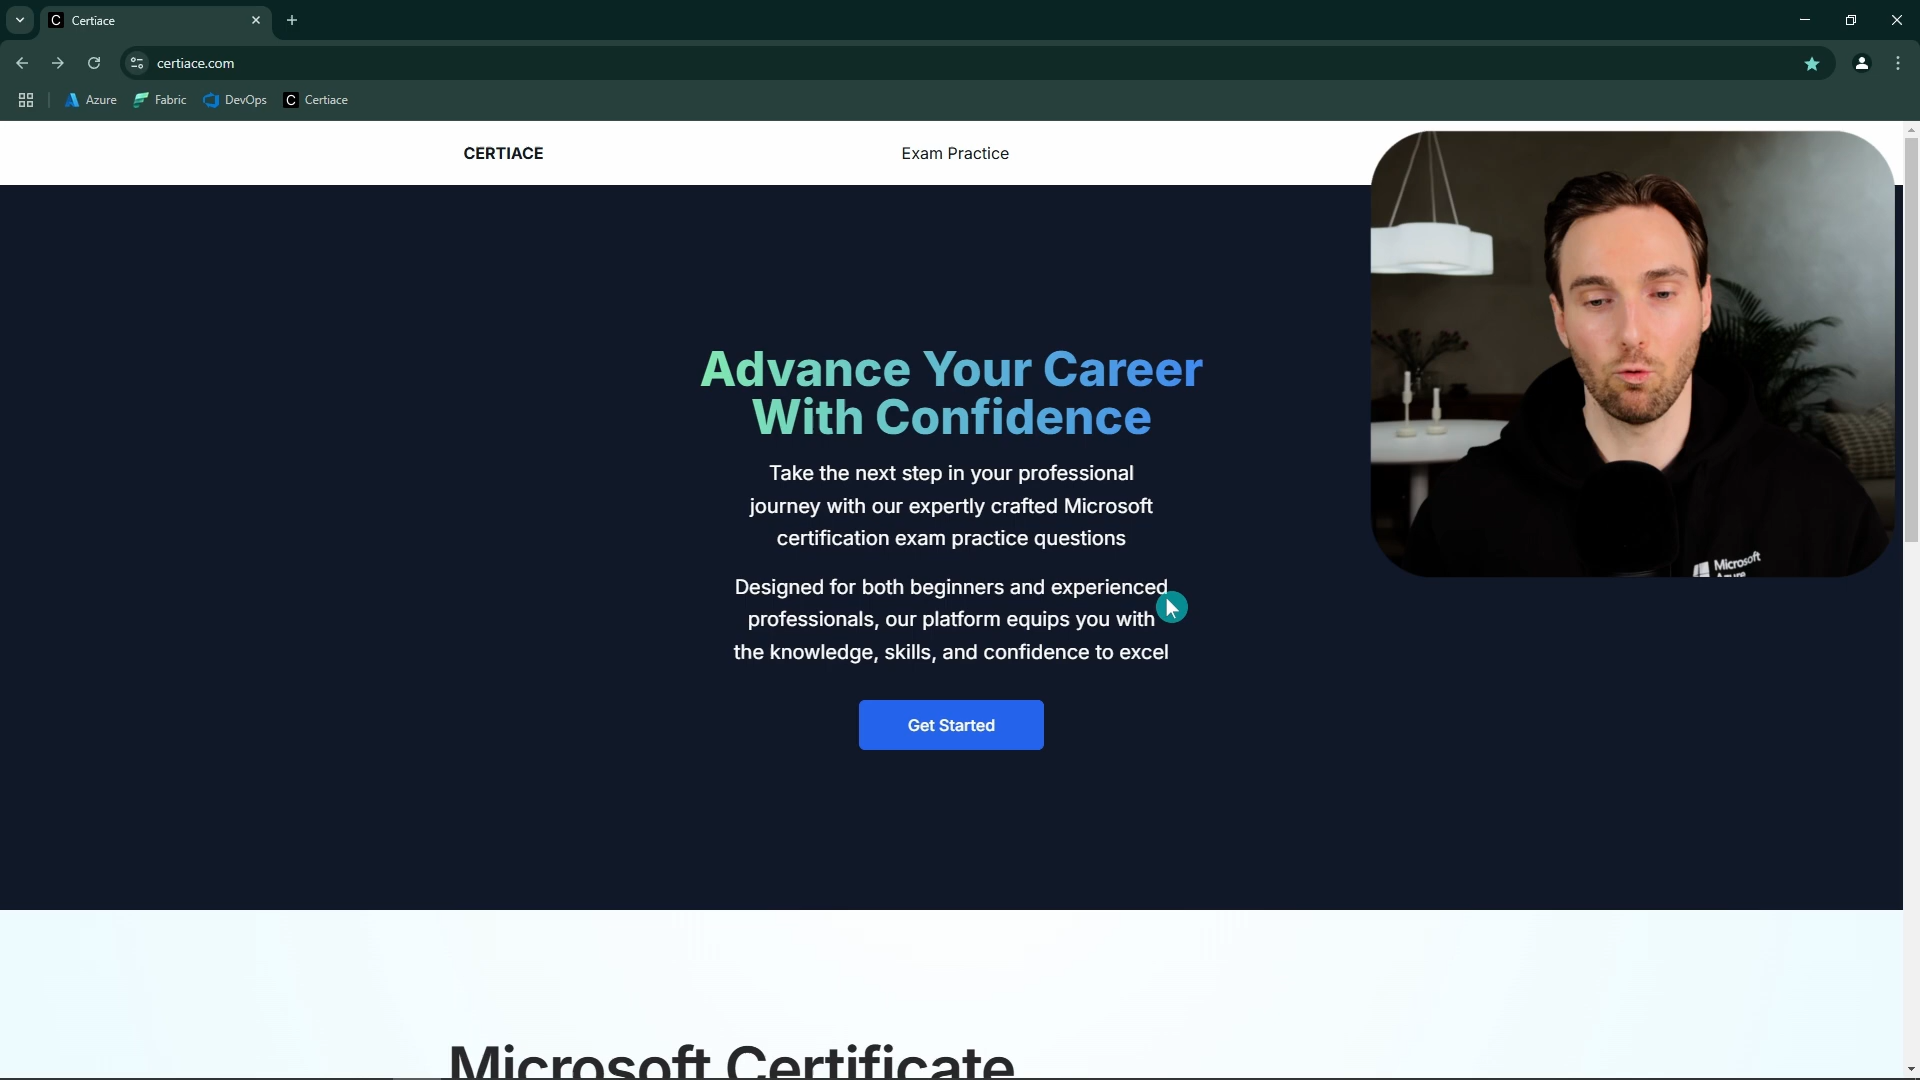 C Certiace
certiace.com
Azure
Fabric
DevOps
C Certiace
CERTIACE
Exam Practice
Advance Your Career
With Confidence
Take the next step in your professional
journey with our expertly crafted Microsoft
certification exam practice questions
Designed for both beginners and experienced
professionals, our platform equips you with
the knowledge, skills, and confidence to excel
Get Started
Microsoft
Azure
Microsoft Certificate